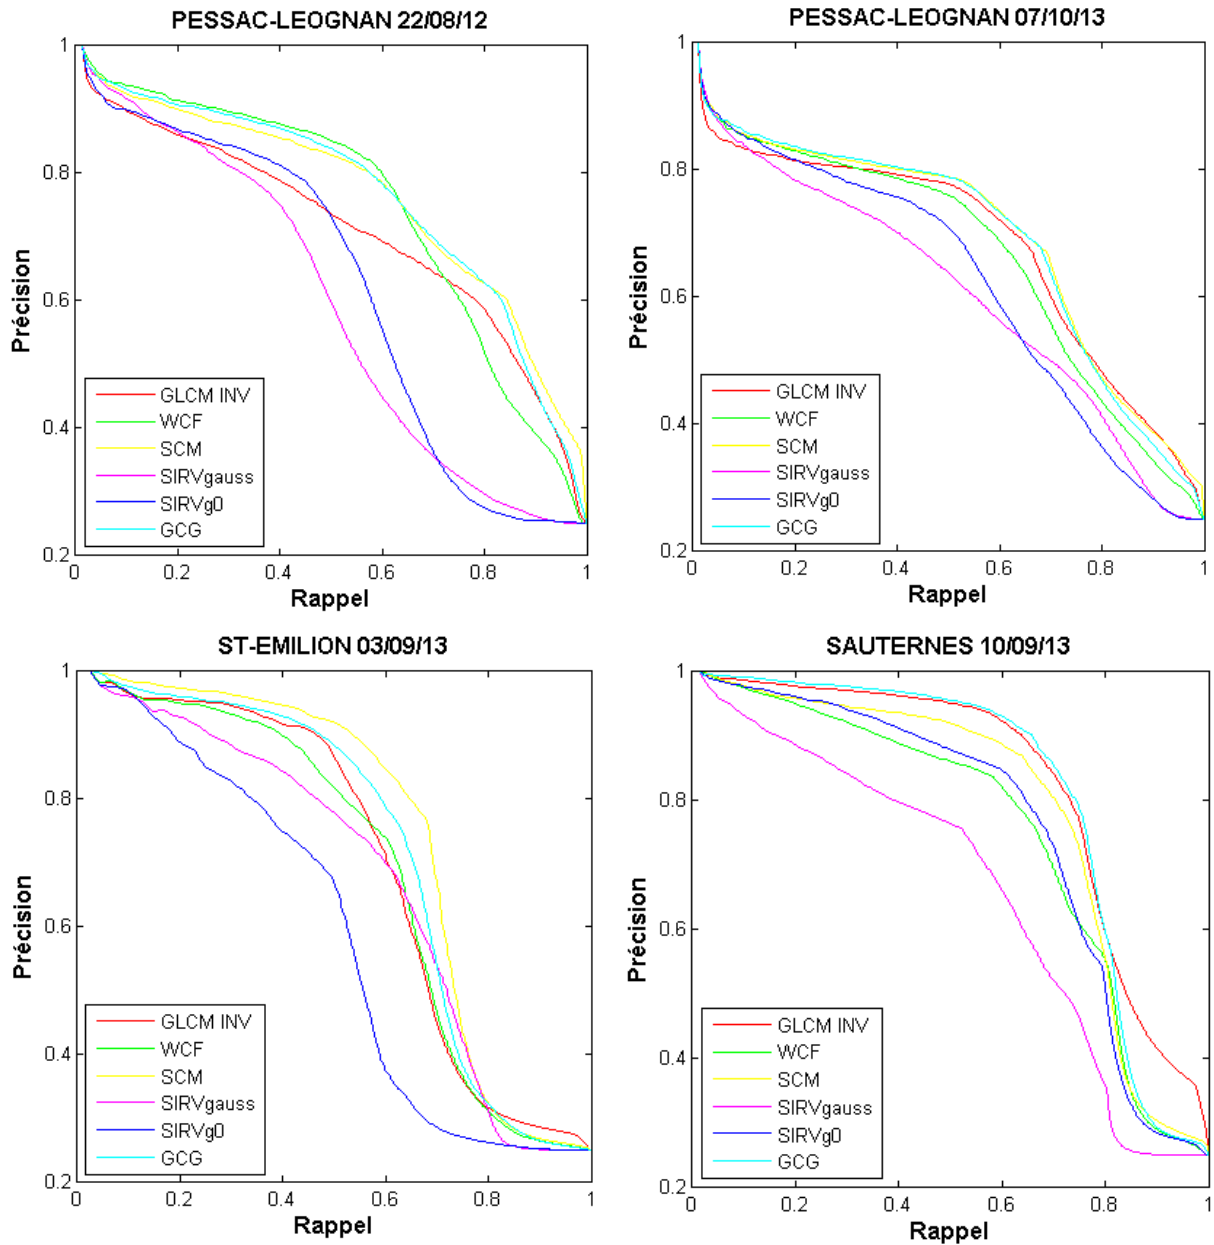 PESSAC-LEOGNAN 22/08/12
1
0.8
0.6
0.4
0.2
Précision
GLCM INV
WCF
SCM
SIRVgauss
SIRVg0
GCG
0 0.2 0.4 0.6 0.8 1
Rappel
PESSAC-LEOGNAN 07/10/13
1
0.8
0.6
0.4
0.2
Précision
GLCM INV
WCF
SCM
SIRVgauss
SIRVg0
GCG
0 0.2 0.4 0.6 0.8 1
Rappel
ST-EMILION 03/09/13
1
0.8
0.6
0.4
0.2
Précision
GLCM INV
WCF
SCM
SIRVgauss
SIRVg0
GCG
0 0.2 0.4 0.6 0.8 1
Rappel
SAUTERNES 10/09/13
1
0.8
0.6
0.4
0.2
Précision
GLCM INV
WCF
SCM
SIRVgauss
SIRVg0
GCG
0 0.2 0.4 0.6 0.8 1
Rappel